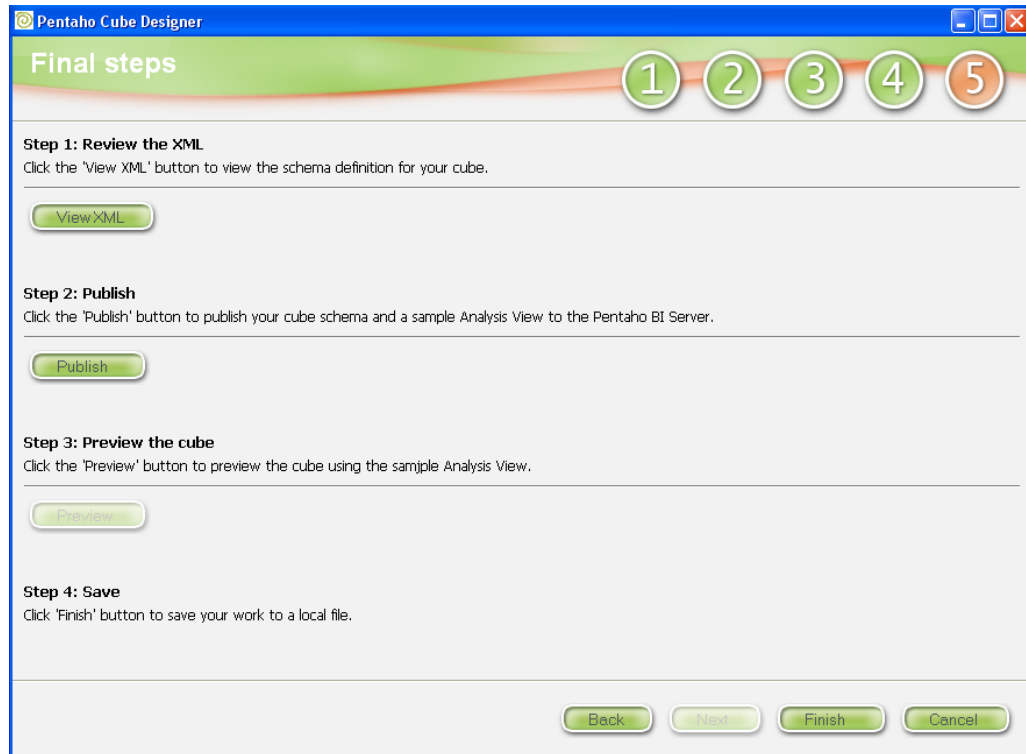 Pentaho Cube Designer
Final steps
1 2 3 4 5
Step 1: Review the XML
Click the 'View XML' button to view the schema definition for your cube.
View XML
Step 2: Publish
Click the 'Publish' button to publish your cube schema and a sample Analysis View to the Pentaho BI Server.
Publish
Step 3: Preview the cube
Click the 'Preview' button to preview the cube using the samjple Analysis View.
Preview
Step 4: Save
Click 'Finish' button to save your work to a local file.
Back Next Finish Cancel